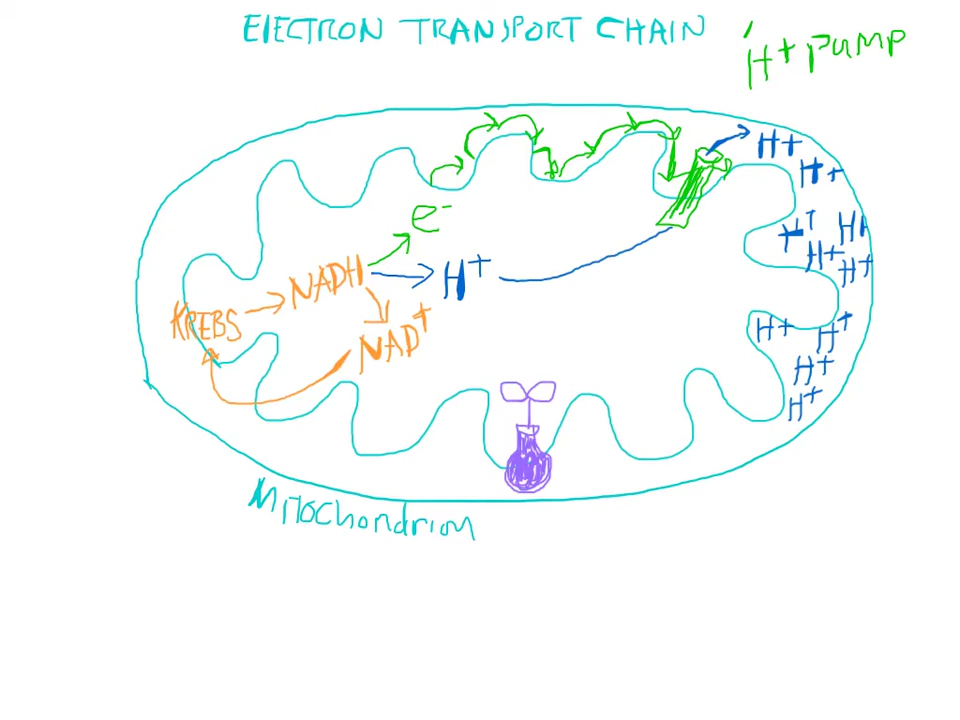 ELECTRON TRANSPORT CHAIN
H+ PUMP
H+
H+
H+ H+
e-
H+
H+
NADH
H+
KREBS
H+ H+
NAD+
H+
H+
Mitochondrion